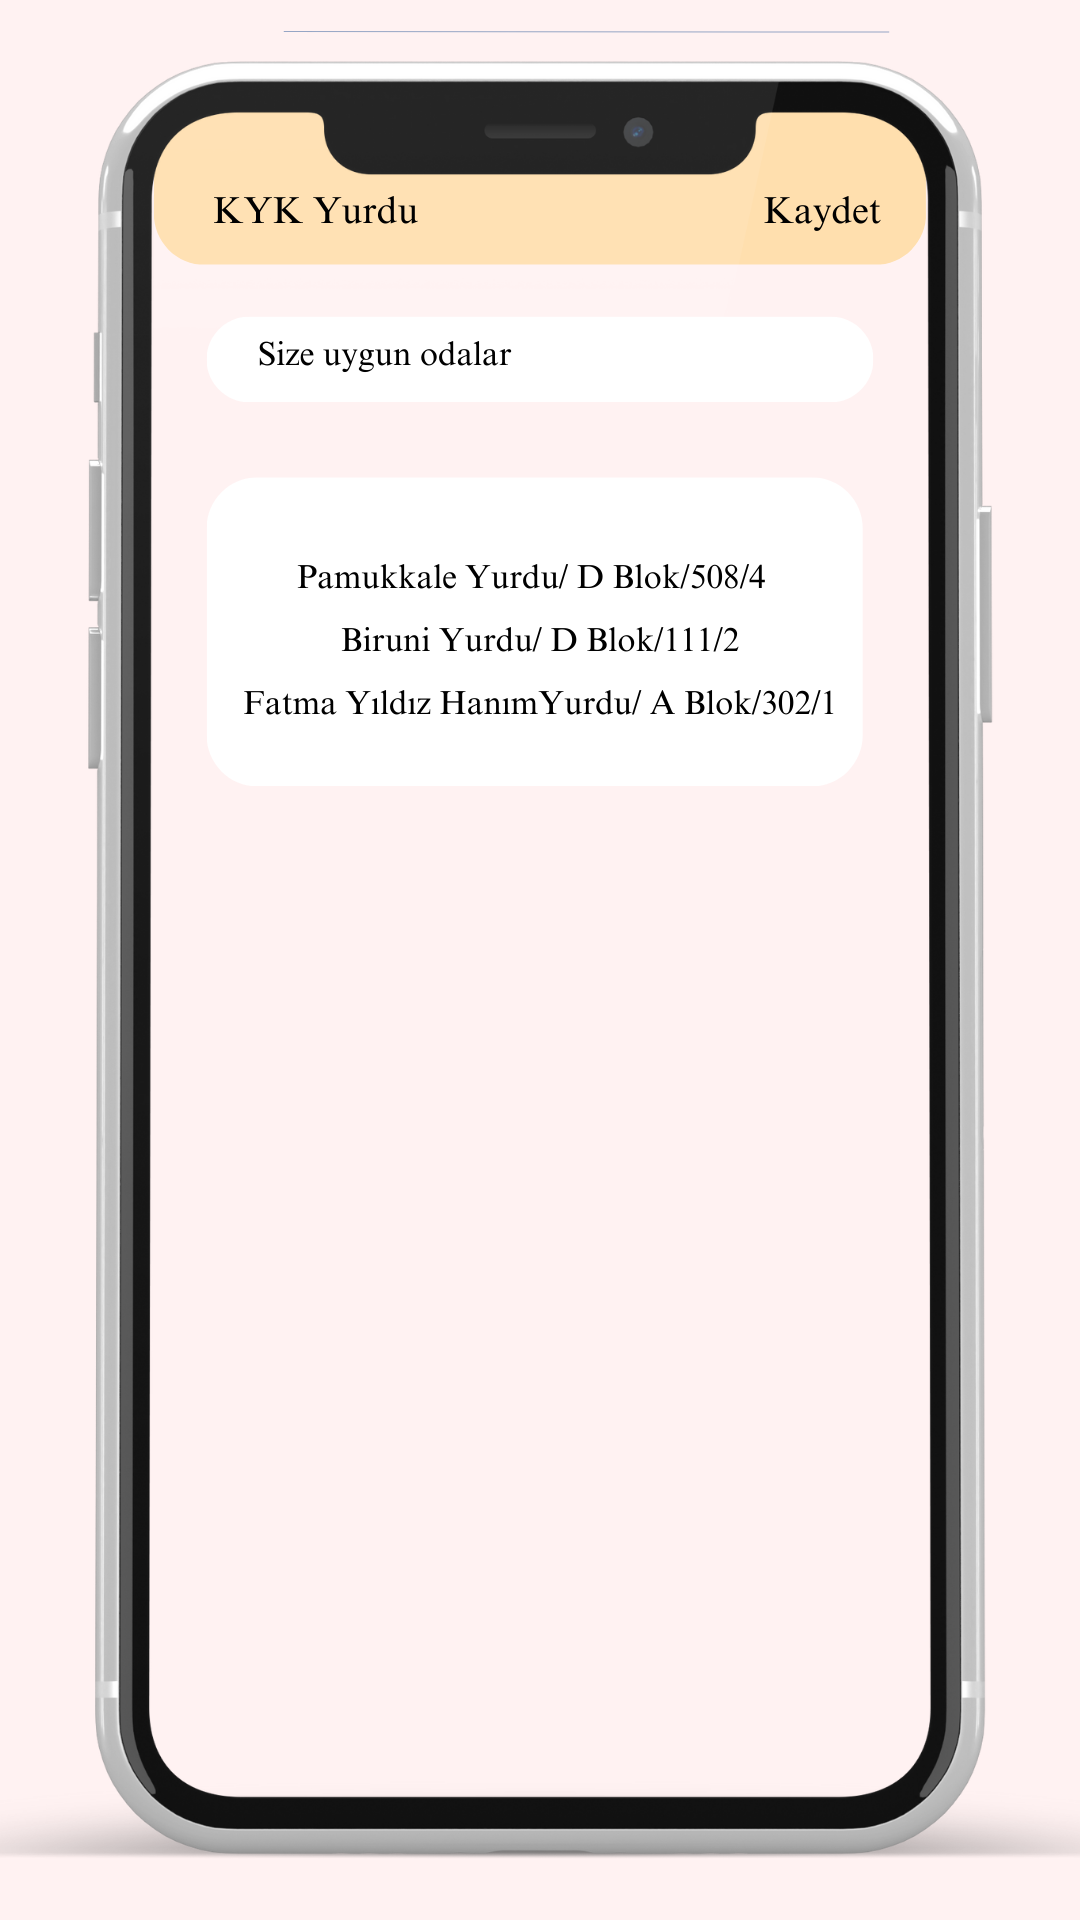 KYK Yurdu Kaydet
Size uygun odalar
Pamukkale Yurdu/ D Blok/508/4
Biruni Yurdu/ D Blok/111/2
Fatma Yıldız HanımYurdu/ A Blok/302/1